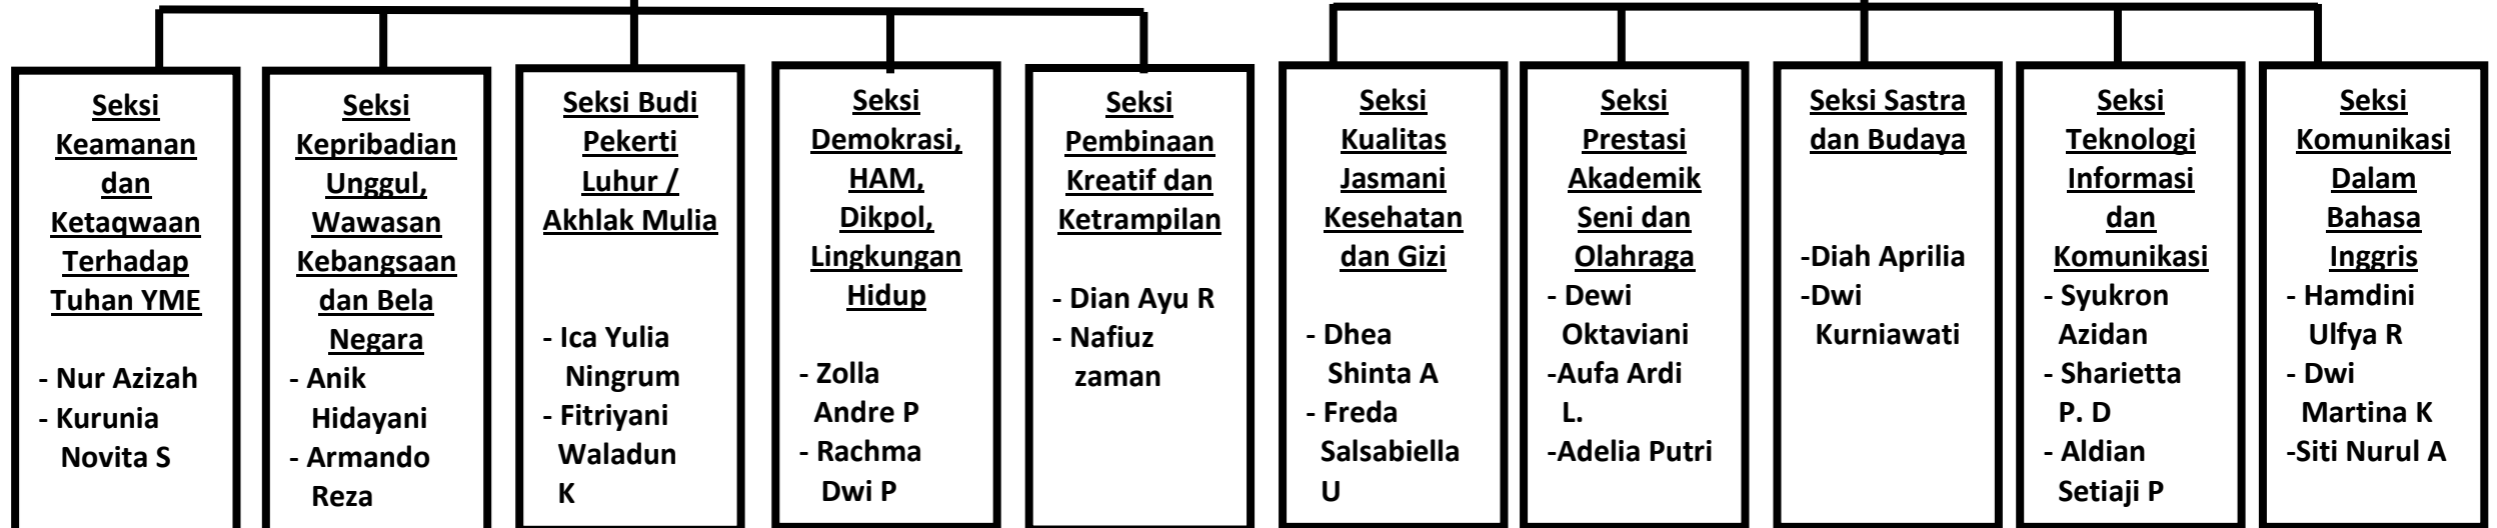 Seksi
Keamanan
dan
Ketaqwaan
Terhadap
Tuhan YME
- Nur Azizah
- Kurunia
Novita S
Seksi
Kepribadian
Unggul,
Wawasan
Kebangsaan
dan Bela
Negara
- Anik
Hidayani
- Armando
Reza
Seksi Budi
Pekerti
Luhur /
Akhlak Mulia
- Ica Yulia
Ningrum
- Fitriyani
Waladun
K
Seksi
Demokrasi,
HAM,
Dikpol,
Lingkungan
Hidup
- Zolla
Andre P
- Rachma
Dwi P
Seksi
Pembinaan
Kreatif dan
Ketrampilan
- Dian Ayu R
- Nafiuz
zaman
Seksi
Kualitas
Jasmani
Kesehatan
dan Gizi
- Dhea
Shinta A
- Freda
Salsabiella
U
Seksi
Prestasi
Akademik
Seni dan
Olahraga
- Dewi
Oktaviani
-Aufa Ardi
L.
-Adelia Putri
Seksi Sastra
dan Budaya
-Diah Aprilia
-Dwi
Kurniawati
Seksi
Teknologi
Informasi
dan
Komunikasi
- Syukron
Azidan
- Sharietta
P. D
- Aldian
Setiaji P
Seksi
Komunikasi
Dalam
Bahasa
Inggris
- Hamdini
Ulfya R
- Dwi
Martina K
-Siti Nurul A